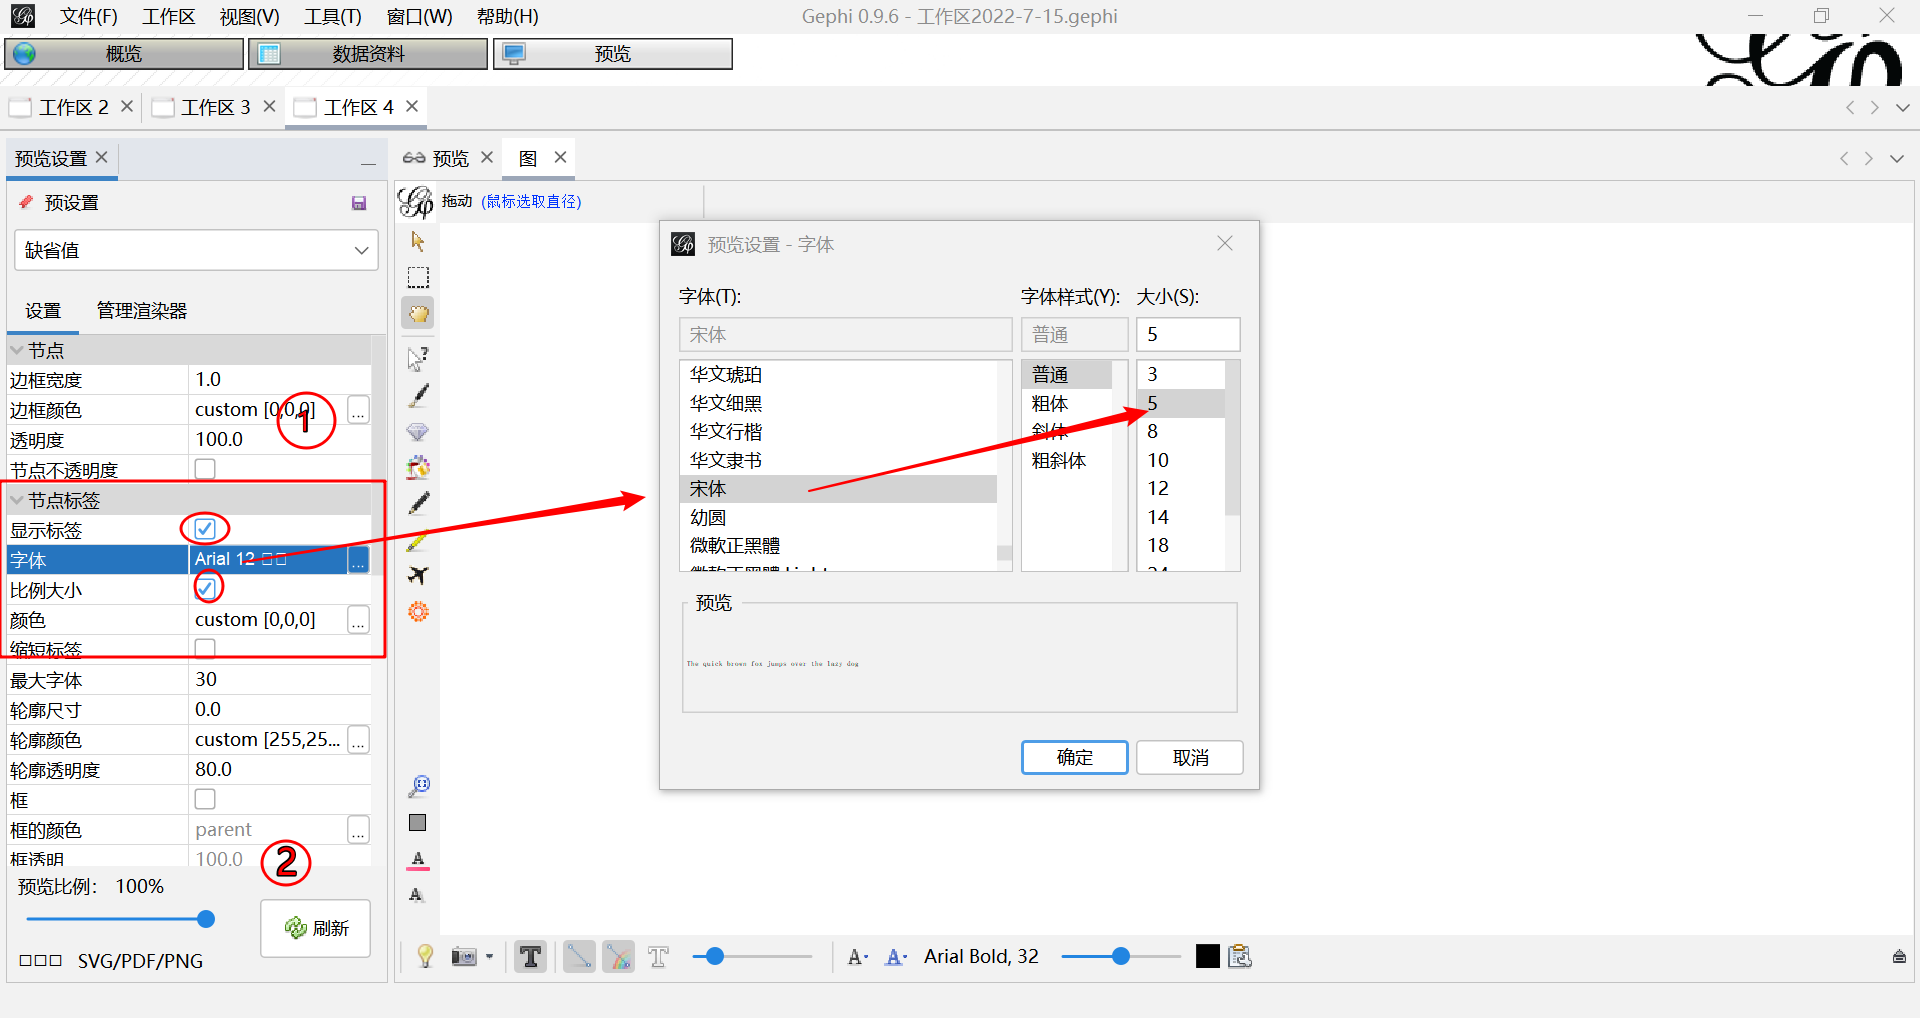 文件(F) 工作区 视图(V) 工具(T) 窗口(W) 帮助(H) Gephi 0.9.6 - 工作区2022-7-15.gephi
概览 数据资料 预览
工作区 2 工作区 3 工作区 4
预览设置 预览 图
预设置
拖动 (鼠标选取直径)
缺省值
设置 管理渲染器
节点
边框宽度 1.0
边框颜色 custom [0,0,0] ...
1
透明度 100.0
节点不透明度
节点标签
显示标签
字体 Arial 12 □□ ...
比例大小
颜色 custom [0,0,0] ...
缩短标签
最大字体 30
轮廓尺寸 0.0
轮廓颜色 custom [255,25... ...
轮廓透明度 80.0
框
框的颜色 parent ...
框透明 100.0
2
预览比例: 100%
刷新
□□□ SVG/PDF/PNG
预览设置 - 字体
字体(T): 字体样式(Y): 大小(S):
宋体 普通 5
华文琥珀 普通 3
华文细黑 粗体 5
华文行楷 斜体 8
华文隶书 粗斜体 10
宋体 12
幼圆 14
微軟正黑體 18
微軟正黑體 Light 24
预览
The quick brown fox jumps over the lazy dog
确定 取消
Arial Bold, 32